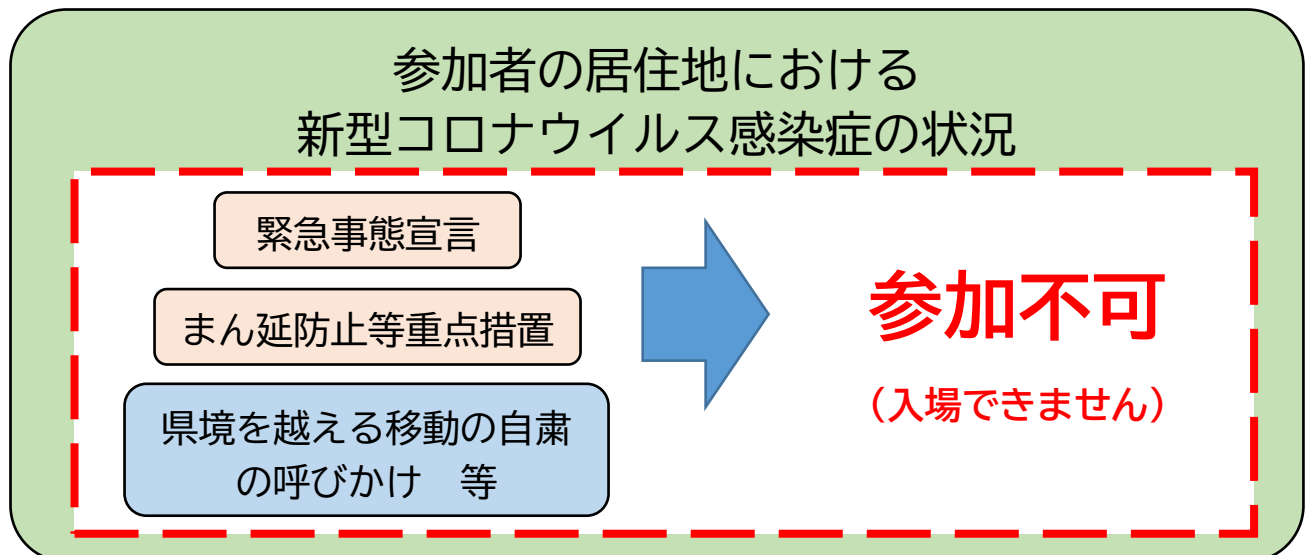 参加者の居住地における
新型コロナウイルス感染症の状況
緊急事態宣言
まん延防止等重点措置
県境を越える移動の自粛
の呼びかけ　等
参加不可
（入場できません）